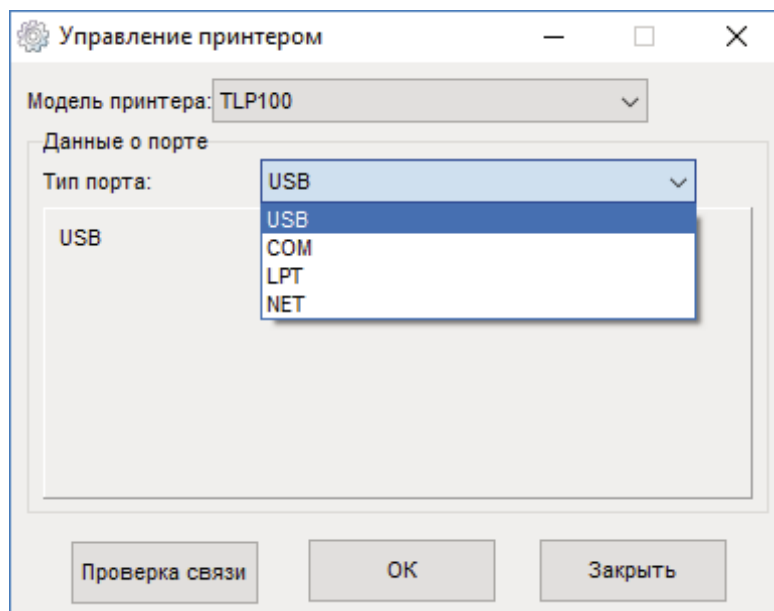 Управление принтером
Модель принтера: TLP100
Данные о порте
Тип порта: USB
USB
USB
COM
LPT
NET
Проверка связи OK Закрыть